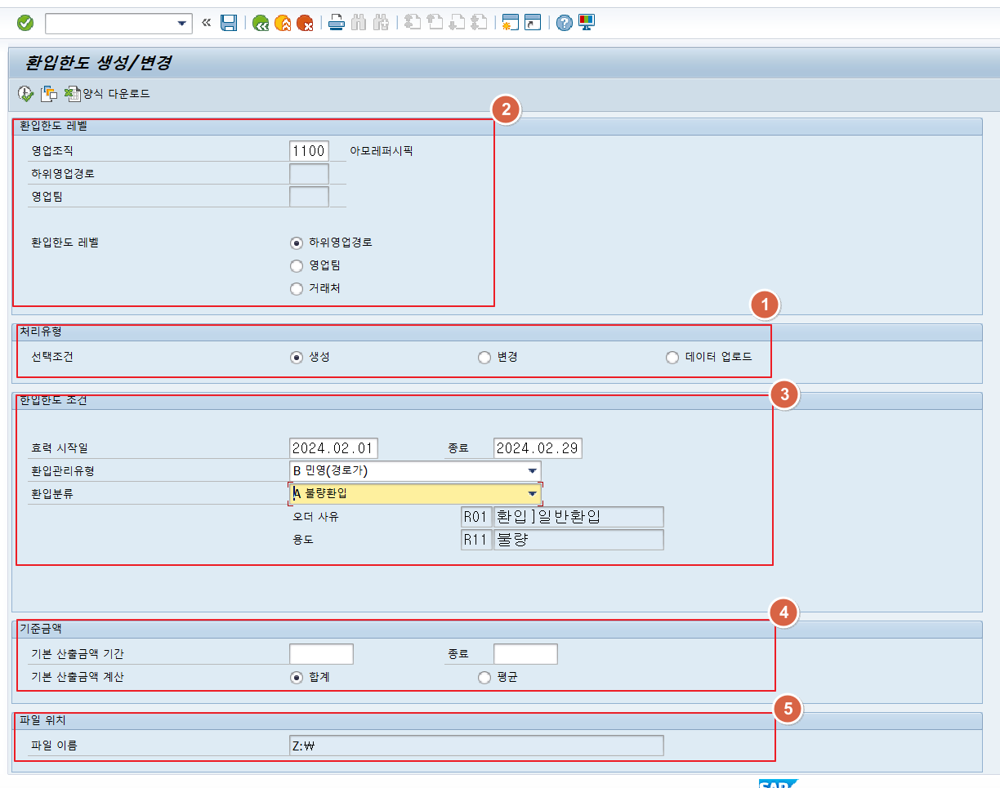 환입한도 생성/변경
양식 다운로드
2
환입한도 레벨
영업조직 1100 아모레퍼시픽
하위영업경로
영업팀
환입한도 레벨 하위영업경로
영업팀
거래처
1
처리유형
선택조건 생성 변경 데이터 업로드
3
한입한도 조건
효력 시작일 2024.02.01 종료 2024.02.29
환입관리유형 B 민영(경로가)
환입분류 A 불량환입
오더 사유 R01 환입]일반환입
용도 R11 불량
4
기준금액
기본 산출금액 기간 종료
기본 산출금액 계산 합계 평균
5
파일 위치
파일 이름 Z:₩
SAP